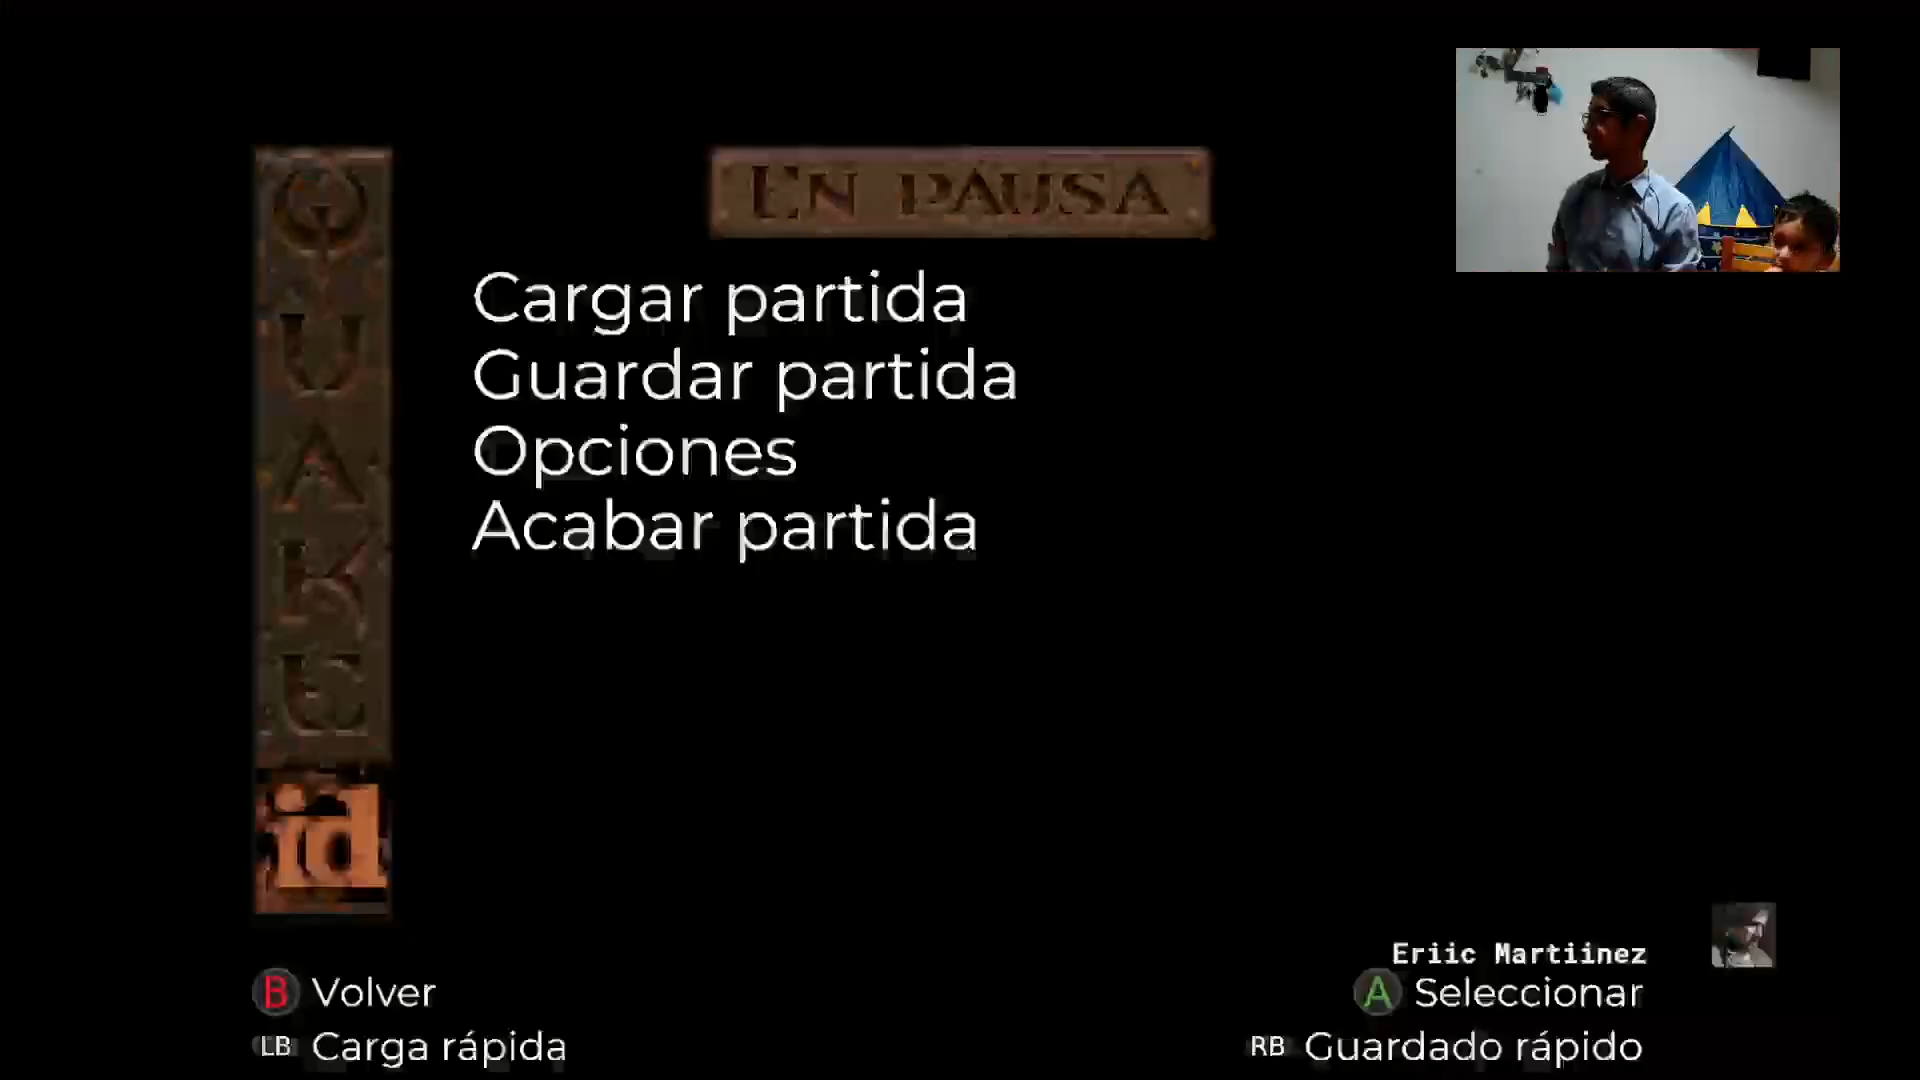 QUAKE
EN PAUSA
Cargar partida
Guardar partida
Opciones
Acabar partida
id
Eriic Martiinez
B Volver
A Seleccionar
LB Carga rápida
RB Guardado rápido